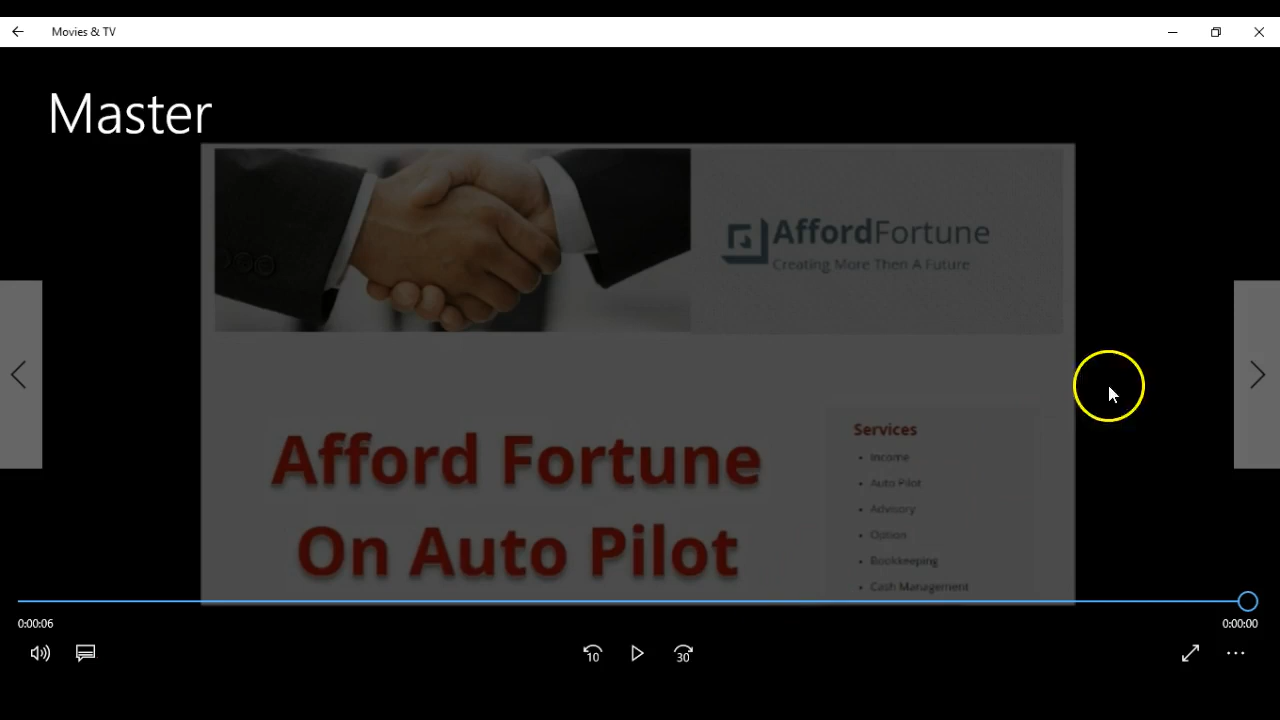 Movies & TV
Master
AffordFortune
Creating More Then A Future
Afford Fortune
On Auto Pilot
Services
• Income
• Auto Pilot
• Advisory
• Option
• Bookkeeping
• Cash Management
0:00:06
0:00:00
10
30